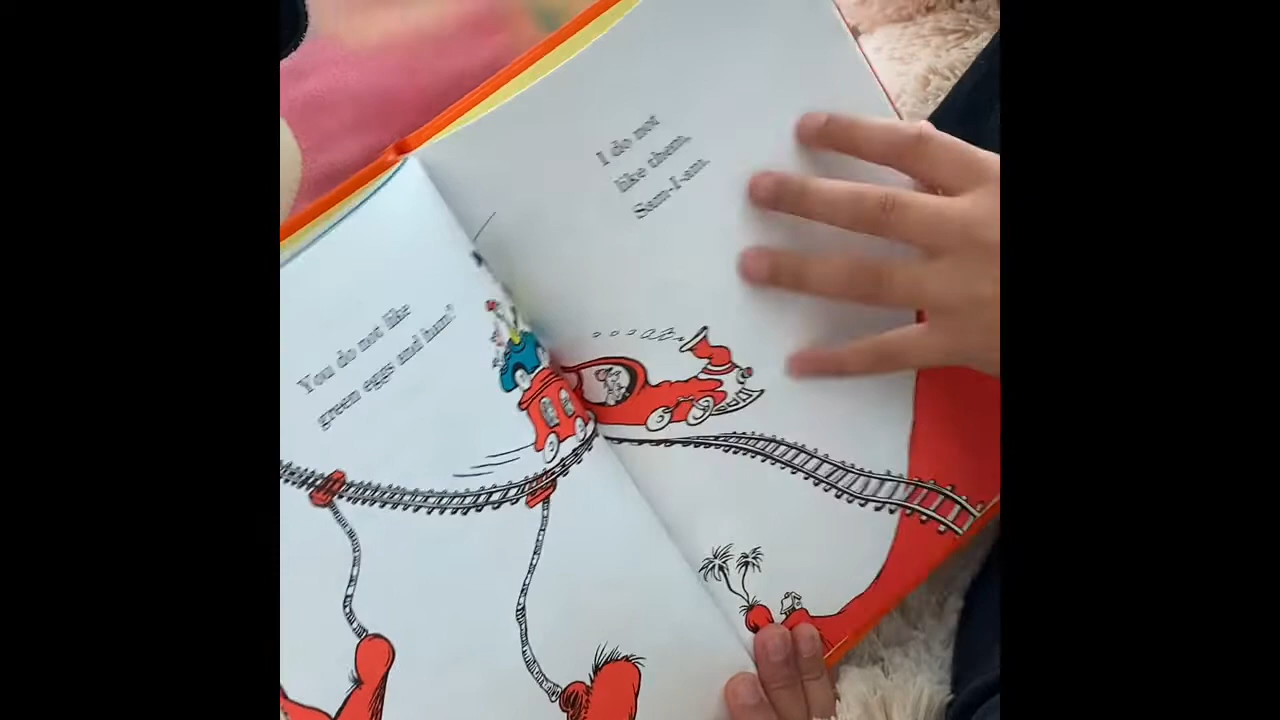 You do not like
green eggs and ham?
I do not
like them,
Sam-I-am.